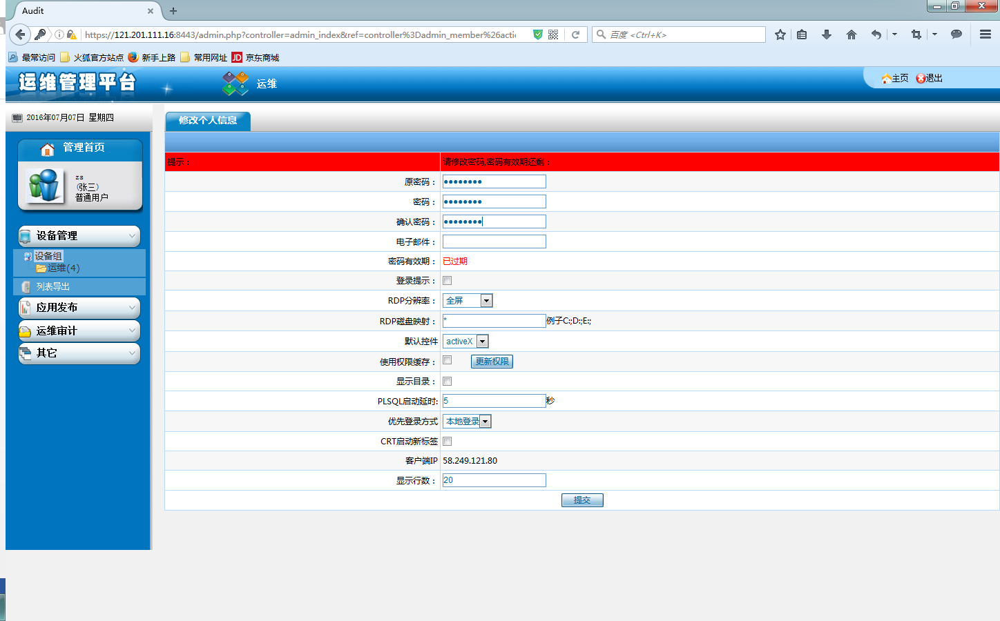 Audit
https://121.201.111.16:8443/admin.php?controller=admin_index&ref=controller%3Dadmin_member%26actic
百度 <Ctrl+K>
最常访问 火狐官方站点 新手上路 常用网址 JD 京东商城
运维管理平台 运维 主页 退出
2016年07月07日 星期四
管理首页
zs
(张三)
普通用户
设备管理
设备组
运维(4)
列表导出
应用发布
运维审计
其它
修改个人信息
提示： 请修改密码,密码有效期还剩：
原密码： ●●●●●●●●
密码： ●●●●●●●●
确认密码： ●●●●●●●●
电子邮件：
密码有效期： 已过期
登录提示：
RDP分辨率： 全屏
RDP磁盘映射： * 例子C:;D:;E:;
默认控件 activeX
使用权限缓存： 更新权限
显示目录：
PLSQL启动延时: 5 秒
优先登录方式 本地登录
CRT启动新标签
客户端IP 58.249.121.80
显示行数： 20
提交